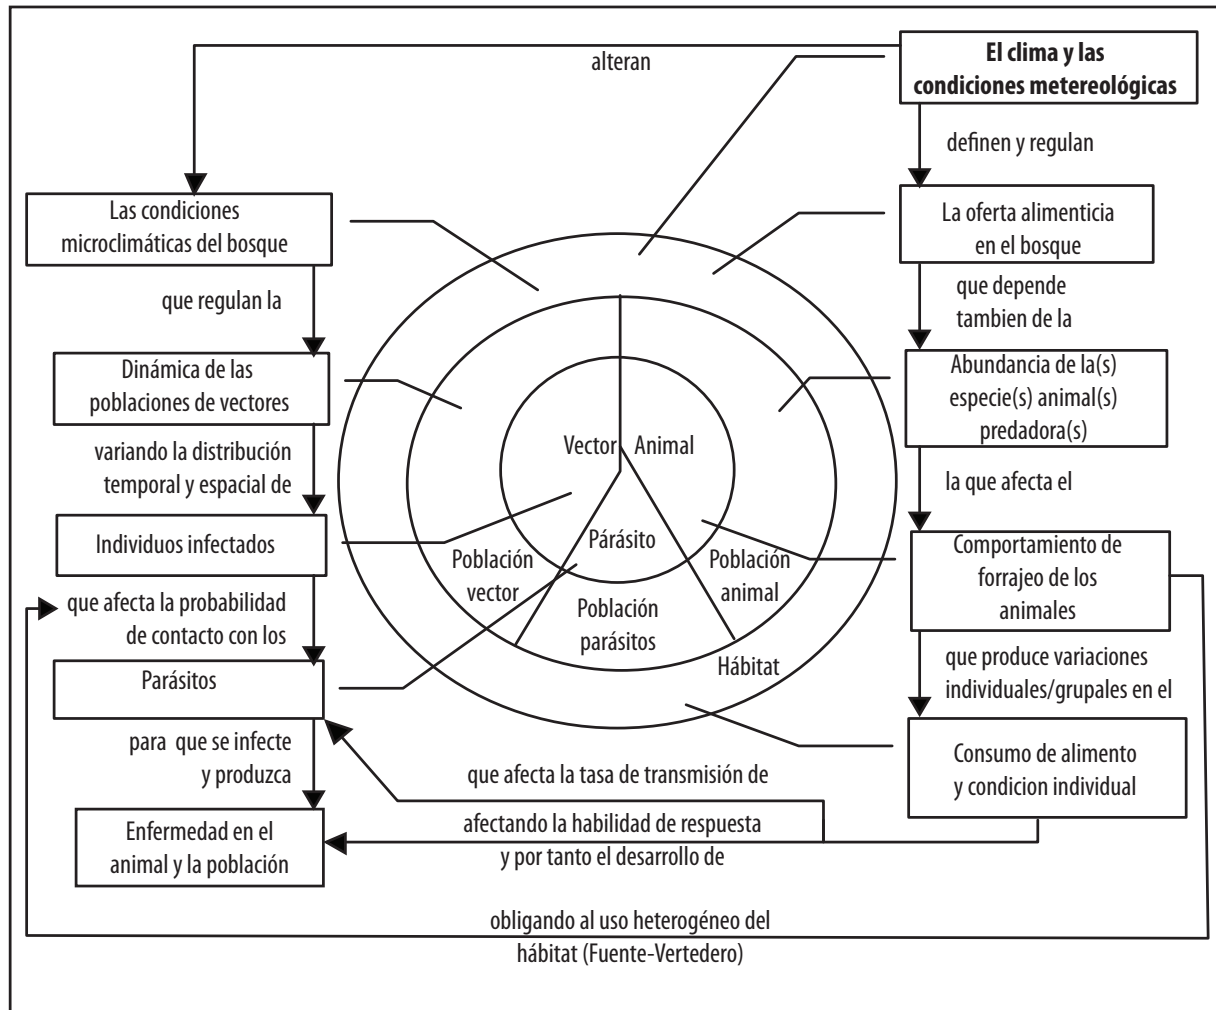 alteran
El clima y las
condiciones metereológicas
definen y regulan
La oferta alimenticia
en el bosque
que depende
tambien de la
Abundancia de la(s)
especie(s) animal(s)
predadora(s)
la que afecta el
Comportamiento de
forrajeo de los
animales
que produce variaciones
individuales/grupales en el
Consumo de alimento
y condicion individual
Las condiciones
microclimáticas del bosque
que regulan la
Dinámica de las
poblaciones de vectores
variando la distribución
temporal y espacial de
Individuos infectados
que afecta la probabilidad
de contacto con los
Parásitos
para que se infecte
y produzca
Enfermedad en el
animal y la población
Vector
Animal
Párásito
Población
vector
Población
animal
Población
parásitos
Hábitat
que afecta la tasa de transmisión de
afectando la habilidad de respuesta
y por tanto el desarrollo de
obligando al uso heterogéneo del
hábitat (Fuente-Vertedero)